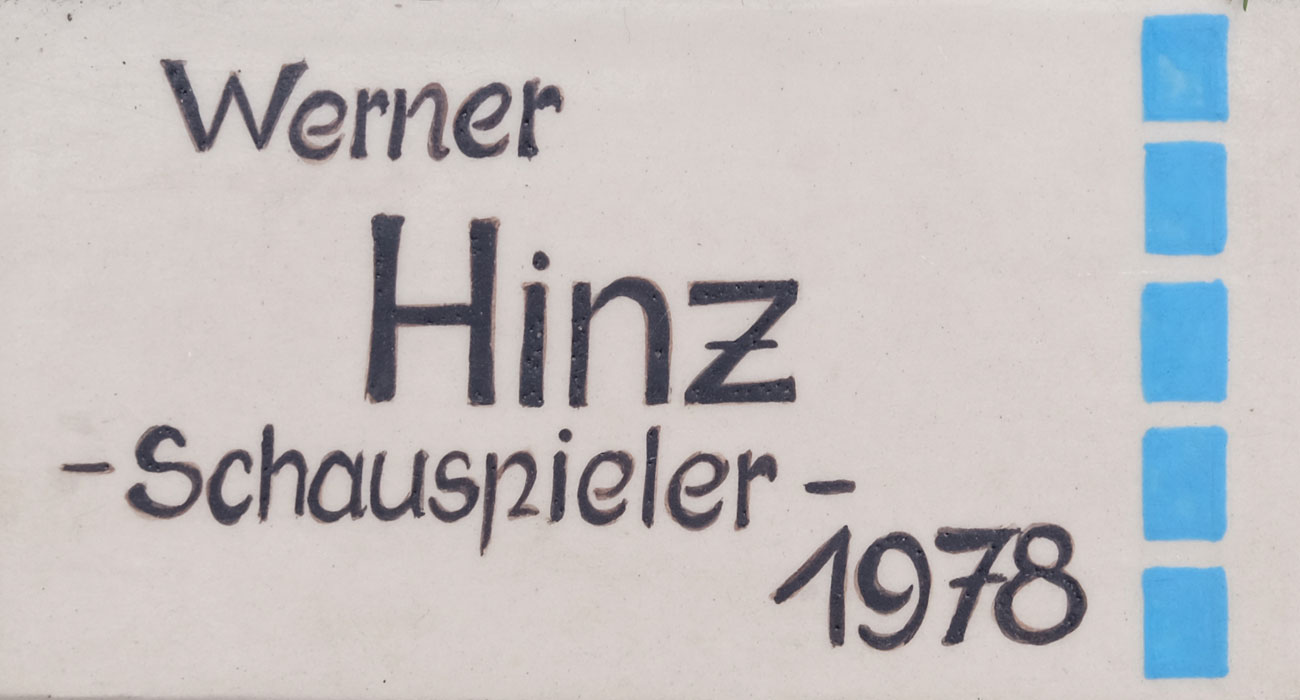 Werner
Hinz
- Schauspieler -
1978